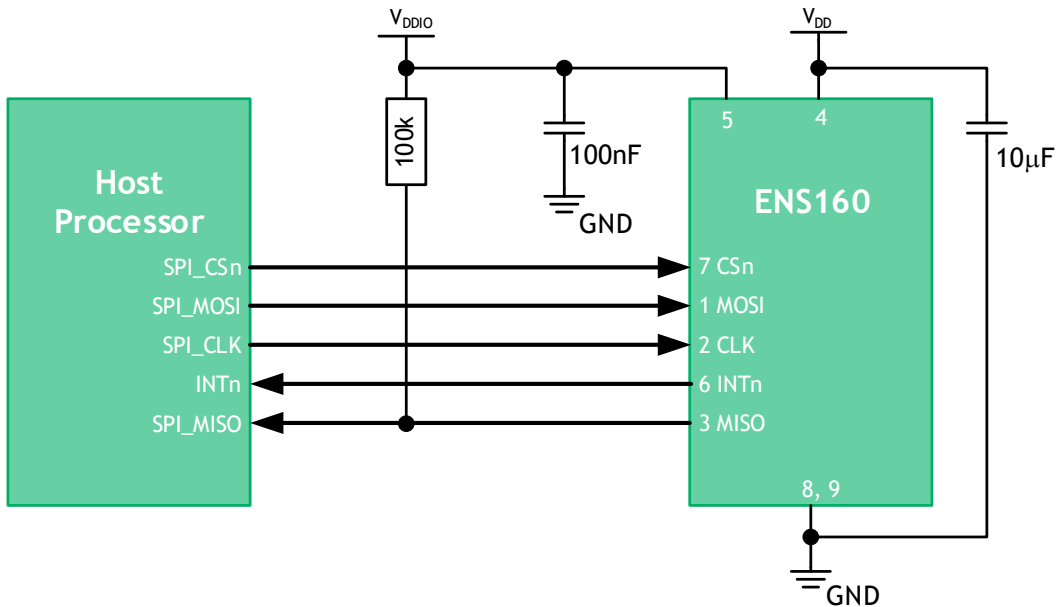 VDDIO
VDD
100k
100nF
GND
5
4
10µF
Host
Processor
ENS160
SPI_CSn
7 CSn
SPI_MOSI
1 MOSI
SPI_CLK
2 CLK
INTn
6 INTn
SPI_MISO
3 MISO
8, 9
GND